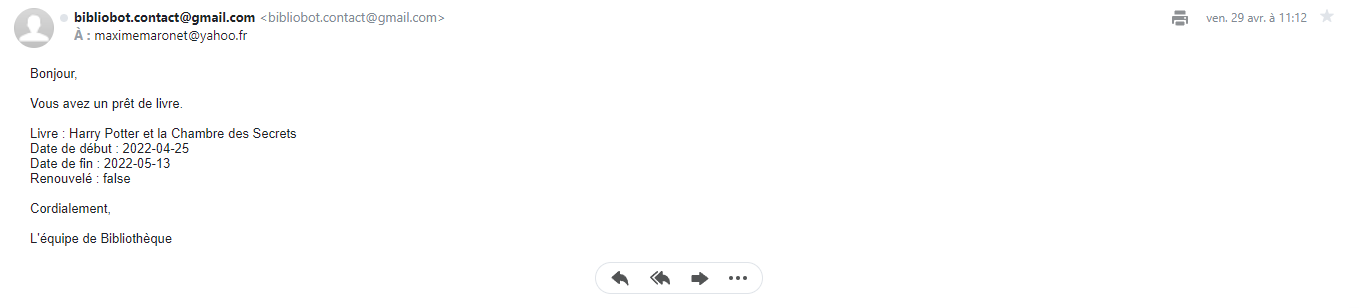 bibliobot.contact@gmail.com <bibliobot.contact@gmail.com> ven. 29 avr. à 11:12
À : maximemaronet@yahoo.fr
Bonjour,
Vous avez un prêt de livre.
Livre : Harry Potter et la Chambre des Secrets
Date de début : 2022-04-25
Date de fin : 2022-05-13
Renouvelé : false
Cordialement,
L'équipe de Bibliothèque